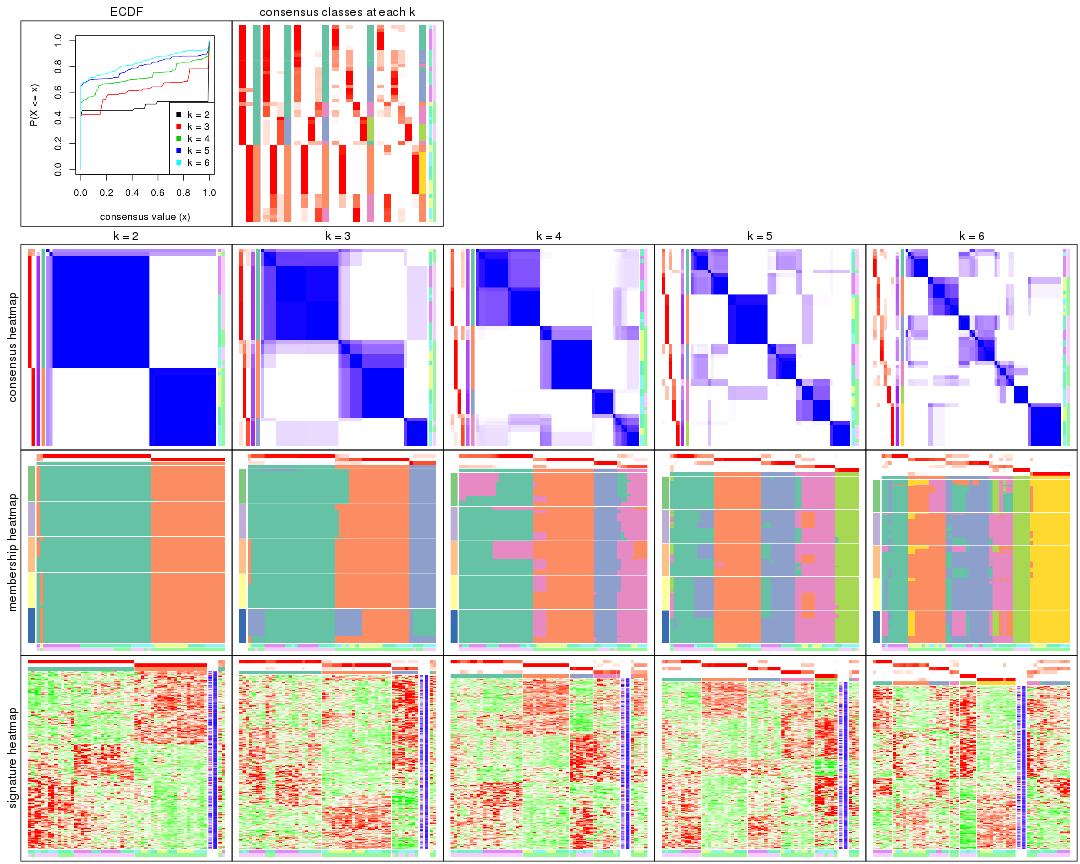 ECDF
consensus classes at each k
P(X <= x)
0.0 0.2 0.4 0.6 0.8 1.0
k = 2
k = 3
k = 4
k = 5
k = 6
0.0 0.2 0.4 0.6 0.8 1.0
consensus value (x)
k = 2
k = 3
k = 4
k = 5
k = 6
consensus heatmap
membership heatmap
signature heatmap